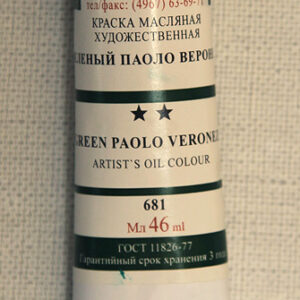 тел/факс: (4967) 63-69-
КРАСКА МАСЛЯНАЯ
ХУДОЖЕСТВЕННАЯ
ЛЕНЫЙ ПАОЛО ВЕРОН
GREEN PAOLO VERONE
ARTIST`S OIL COLOUR
681
Мл 46 ml
ГОСТ 11826-77
Гарантийный срок хранения 3